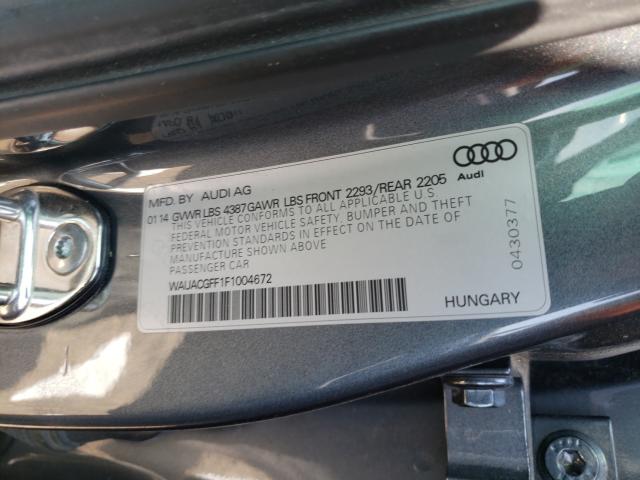 MFD. BY AUDI AG
0114 GVWR LBS 4387 GAWR LBS FRONT 2293/REAR 2205
THIS VEHICLE CONFORMS TO ALL APPLICABLE U.S.
FEDERAL MOTOR VEHICLE SAFETY, BUMPER AND THEFT
PREVENTION STANDARDS IN EFFECT ON THE DATE OF
MANUFACTURE SHOWN ABOVE
PASSENGER CAR
WAUACGFF1F1004672
Audi
0430377
HUNGARY